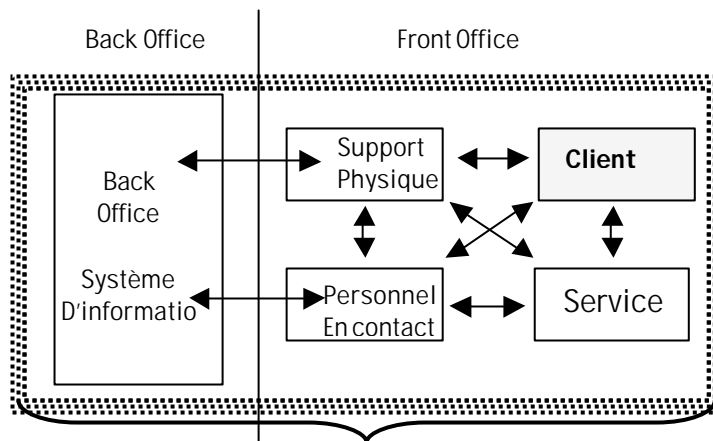 Back Office
Front Office
Back
Office
Système
D'informatio
Support
Physique
Client
Personnel
En contact
Service